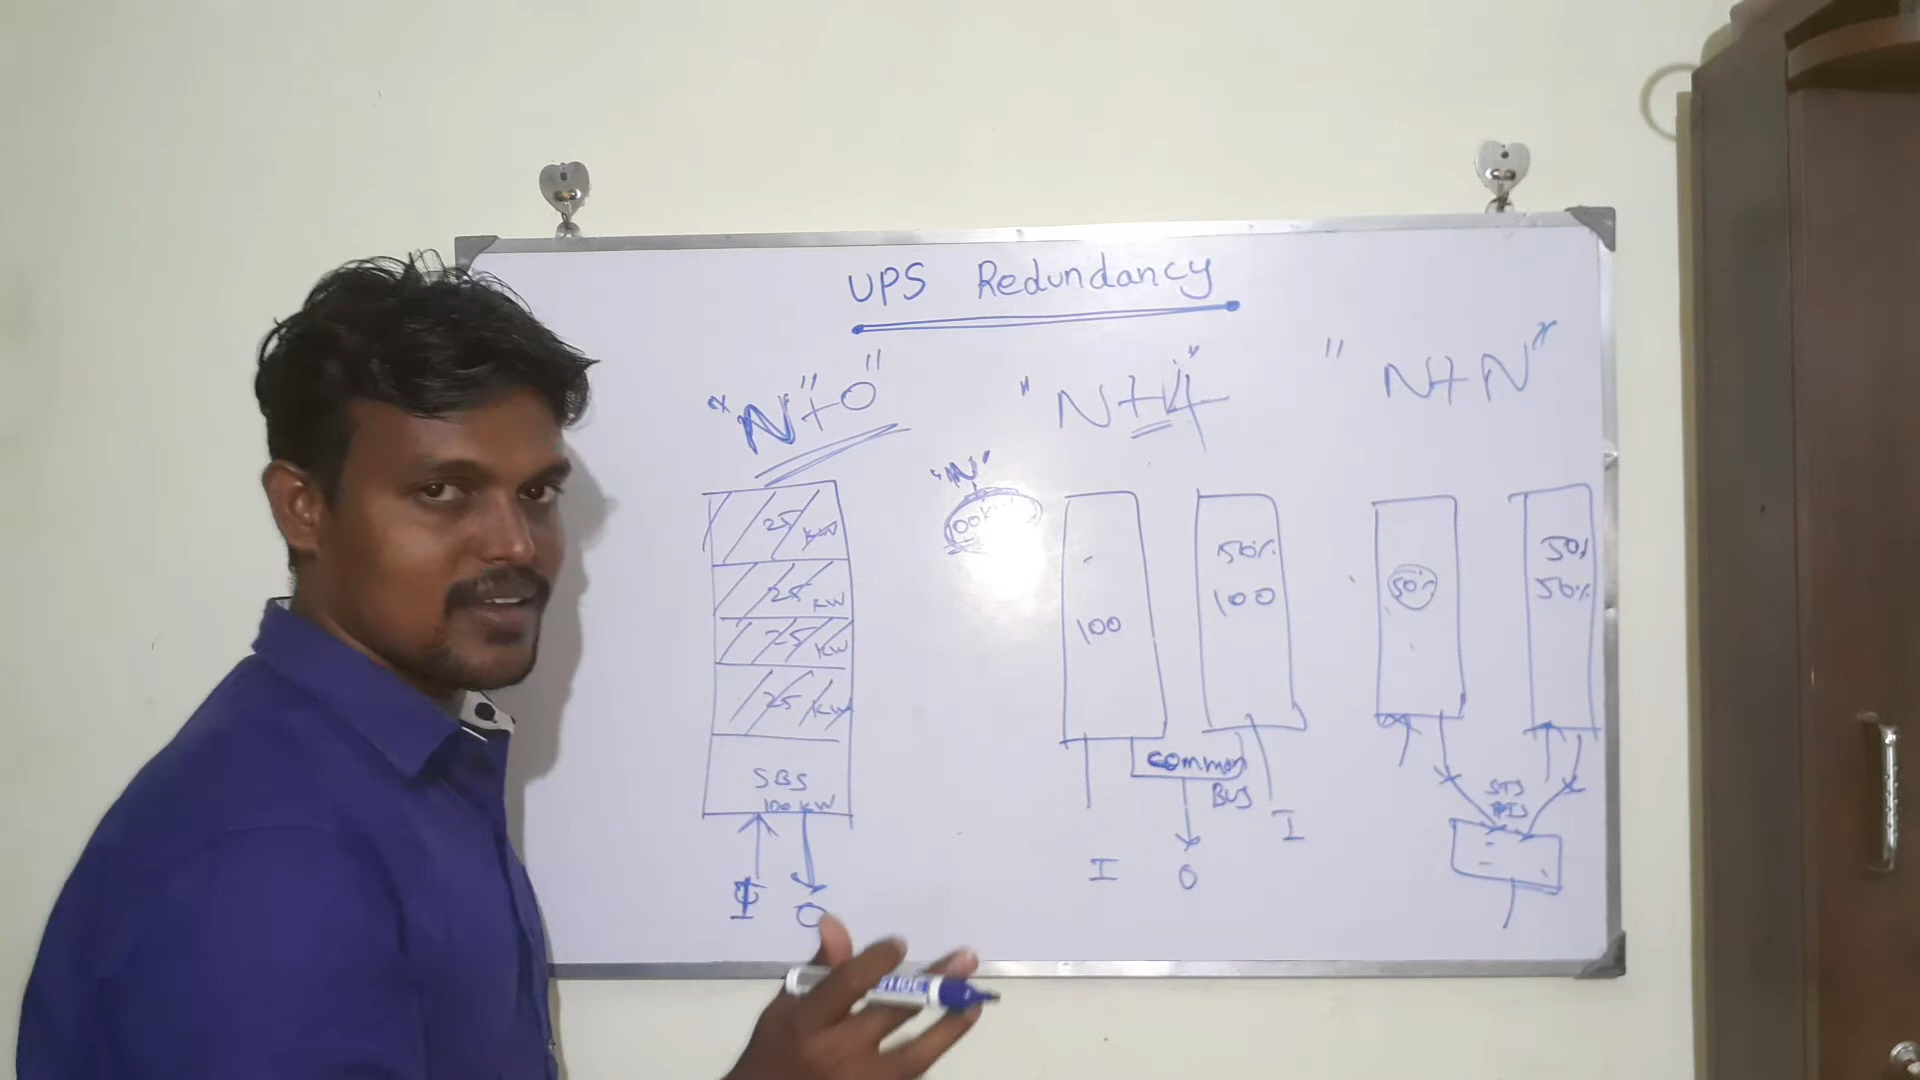 UPS Redundancy
"N"+O"
"N+1"
"N+N"
"N"
100K
25 KW
25 KW
25 KW
25 KW
SBS
100 KW
I
O
100
50%
100
common
BUS
I
O
I
50%
50%
50%
STS